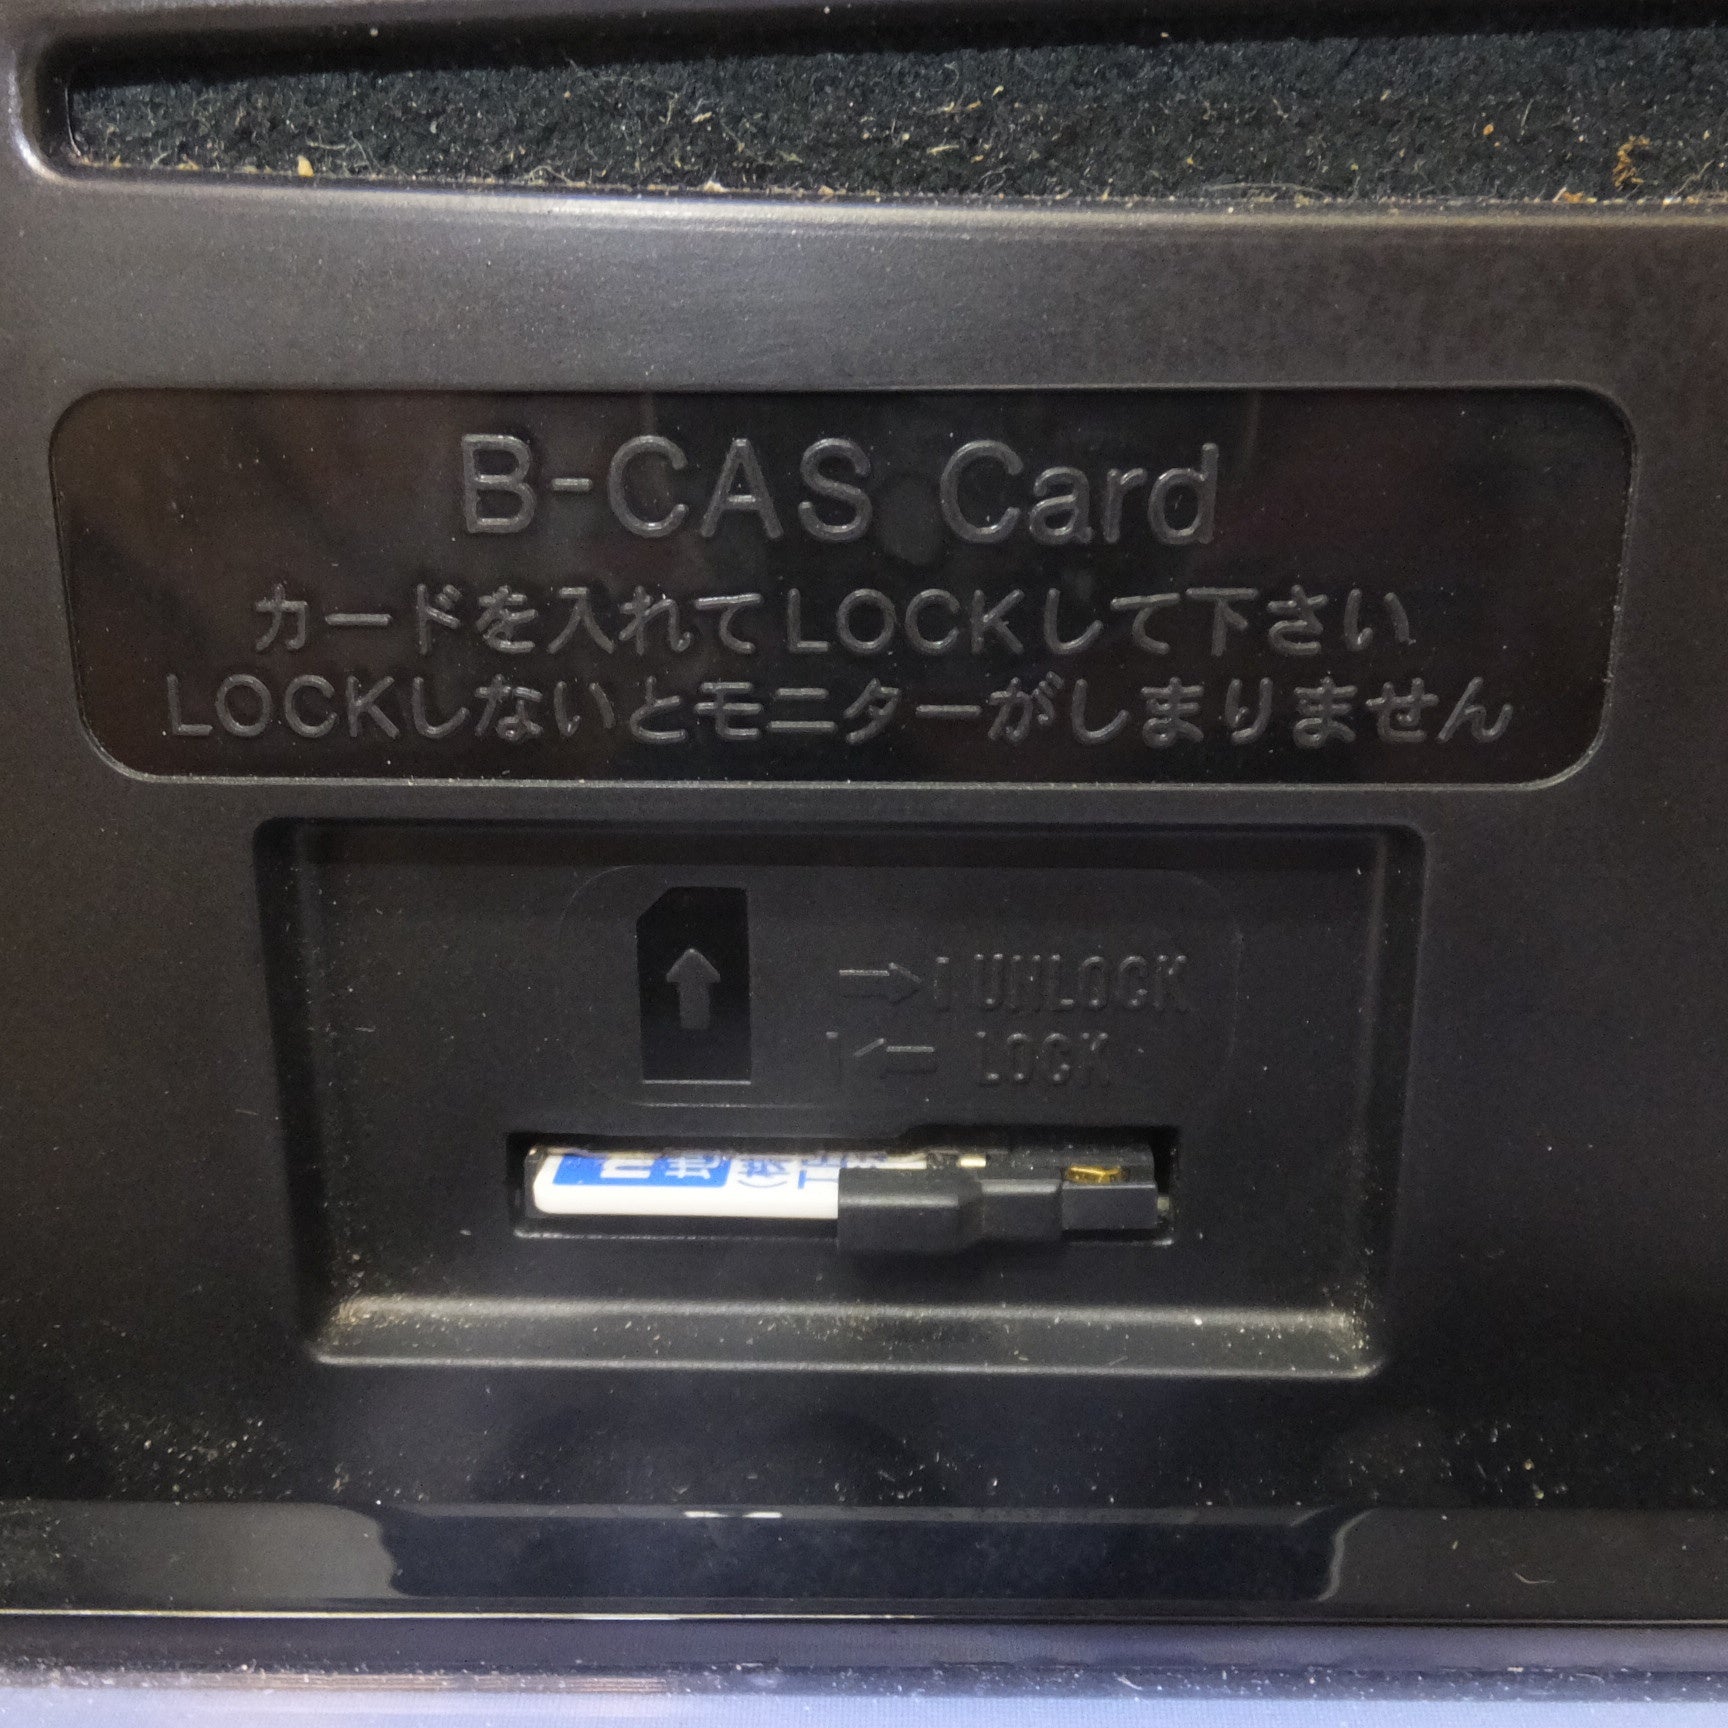 B-CAS Card
カードを入れてLOCKして下さい
LOCKしないとモニターがしまりません
UNLOCK
LOCK